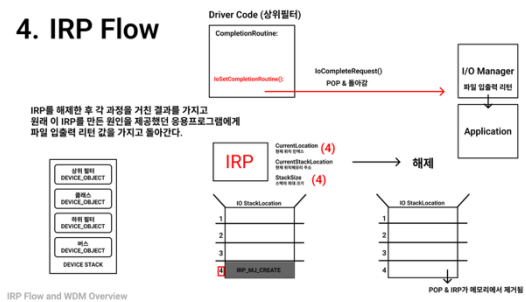 4. IRP Flow
Driver Code (상위필터)
CompletionRoutine:
IoSetCompletionRoutine():
IoCompleteRequest()
POP & 돌아감
I/O Manager
파일 입출력 리턴
Application
IRP를 해제한 후 각 과정을 거친 결과를 가지고
원래 이 IRP를 만든 원인을 제공했던 응용프로그램에게
파일 입출력 리턴 값을 가지고 돌아간다.
IRP
CurrentLocation
현재 위치 인덱스
(4)
CurrentStackLocation
현재 위치메모리 주소
StackSize
스택의 최대 크기
(4)
해제
상위 필터
DEVICE_OBJECT
클래스
DEVICE_OBJECT
하위 필터
DEVICE_OBJECT
버스
DEVICE_OBJECT
DEVICE STACK
IO StackLocation
1
2
3
4
IRP_MJ_CREATE
IO StackLocation
1
2
3
4
POP & IRP가 메모리에서 제거됨
IRP Flow and WDM Overview